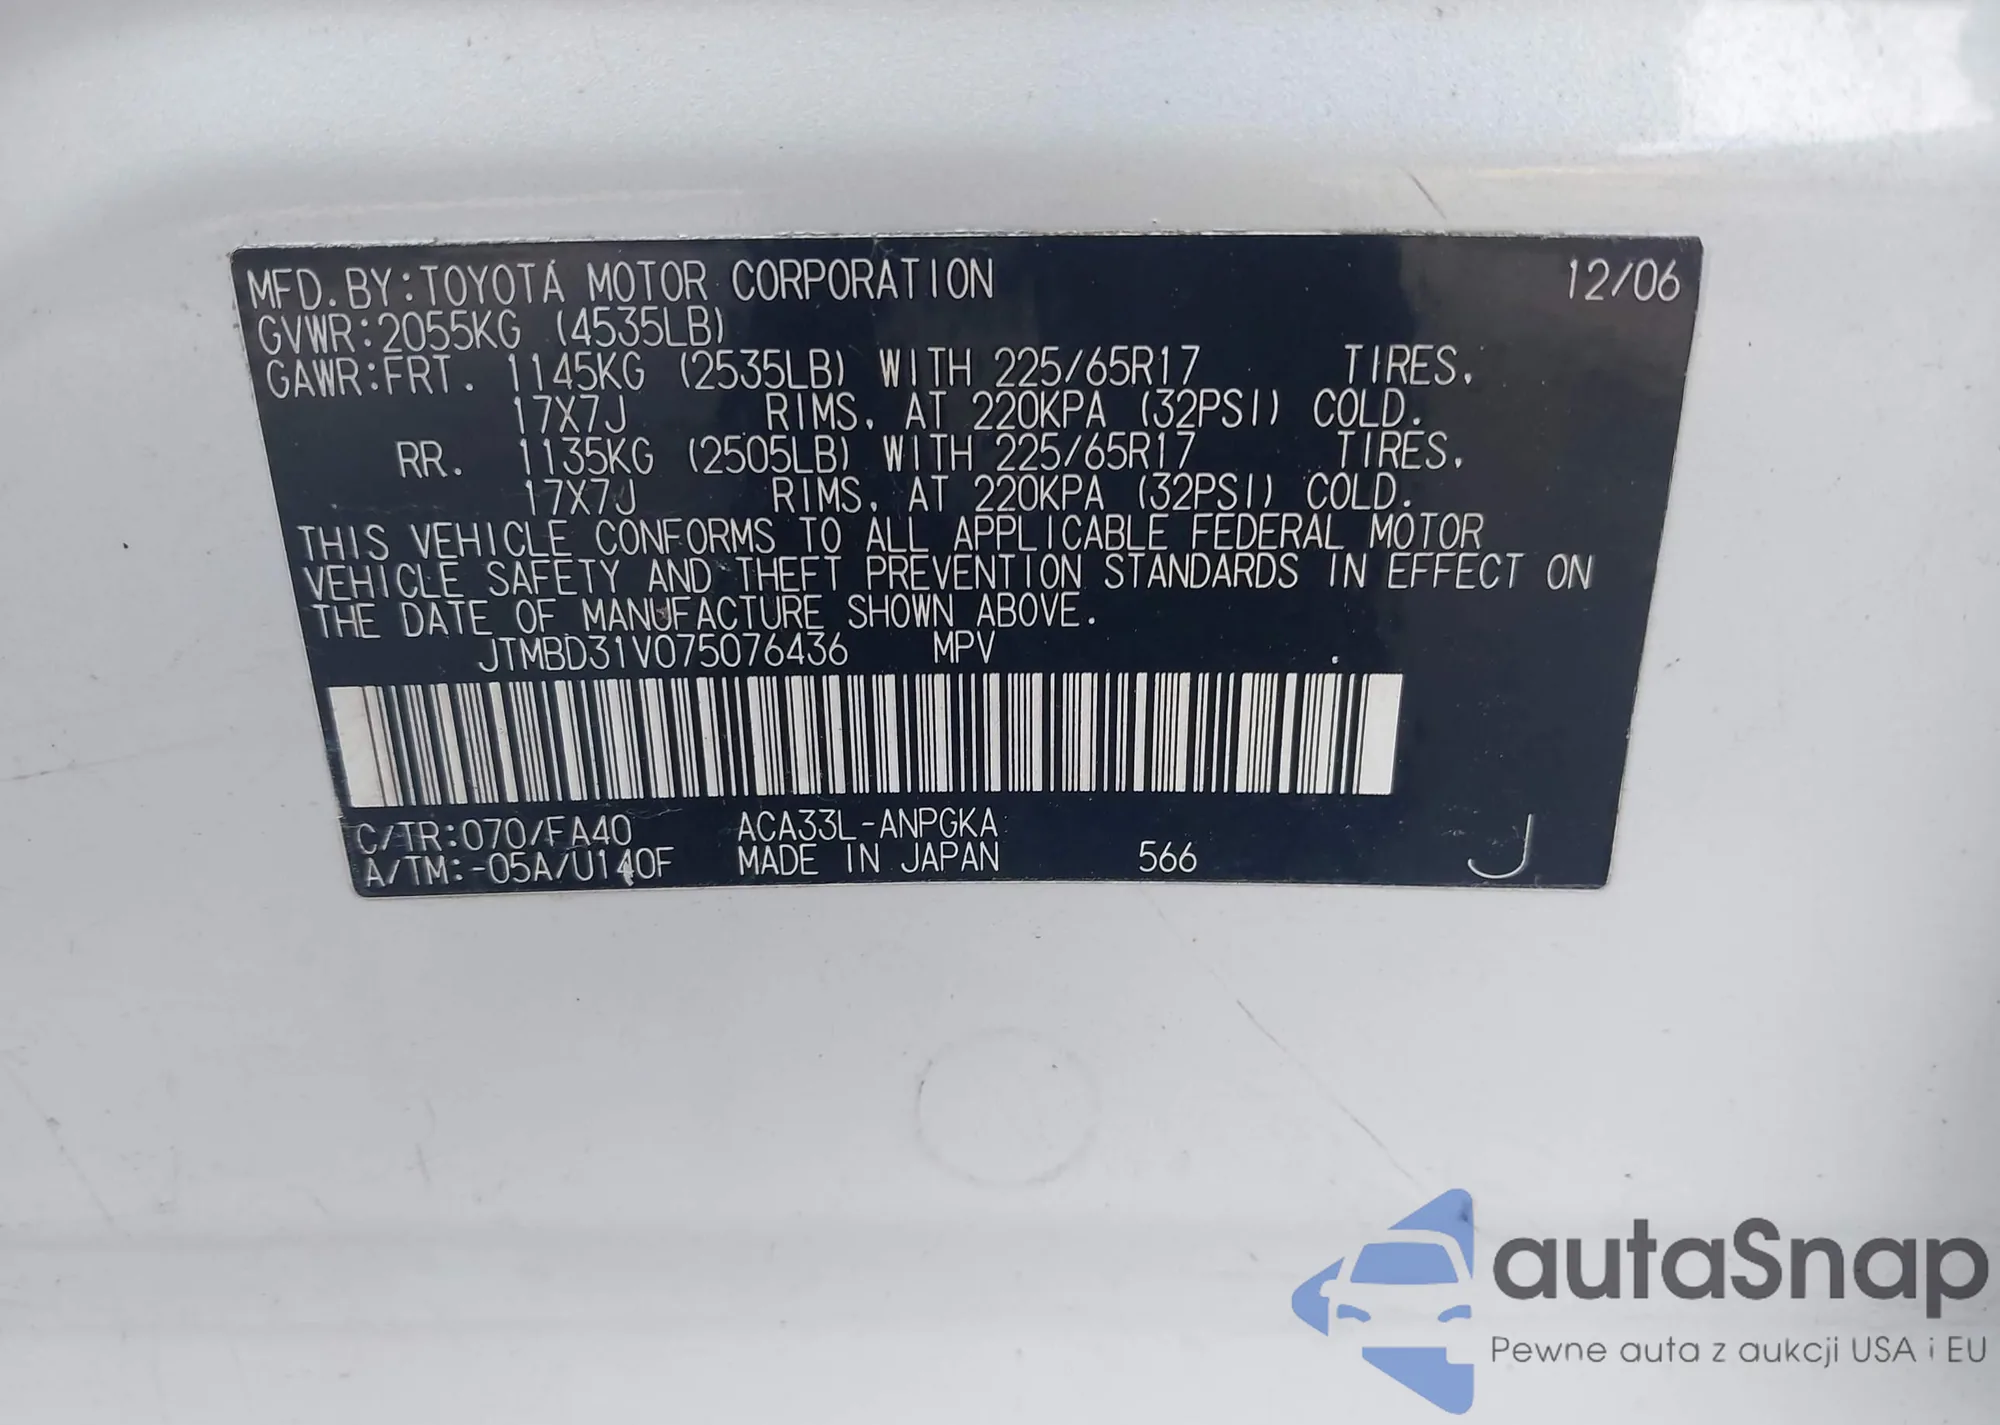 MFD. BY:TOYOTA MOTOR CORPORATION 12/06
GVWR:2055KG (4535LB)
GAWR:FRT. 1145KG (2535LB) WITH 225/65R17 TIRES,
17X7J RIMS, AT 220KPA (32PSI) COLD.
RR. 1135KG (2505LB) WITH 225/65R17 TIRES,
17X7J RIMS, AT 220KPA (32PSI) COLD.
THIS VEHICLE CONFORMS TO ALL APPLICABLE FEDERAL MOTOR
VEHICLE SAFETY AND THEFT PREVENTION STANDARDS IN EFFECT ON
THE DATE OF MANUFACTURE SHOWN ABOVE.
JTMBD31V075076436 MPV
C/TR:070/FA40 ACA33L-ANPGKA
A/TM:-05A/U140F MADE IN JAPAN 566 J
autaSnap
Pewne auta z aukcji USA i EU